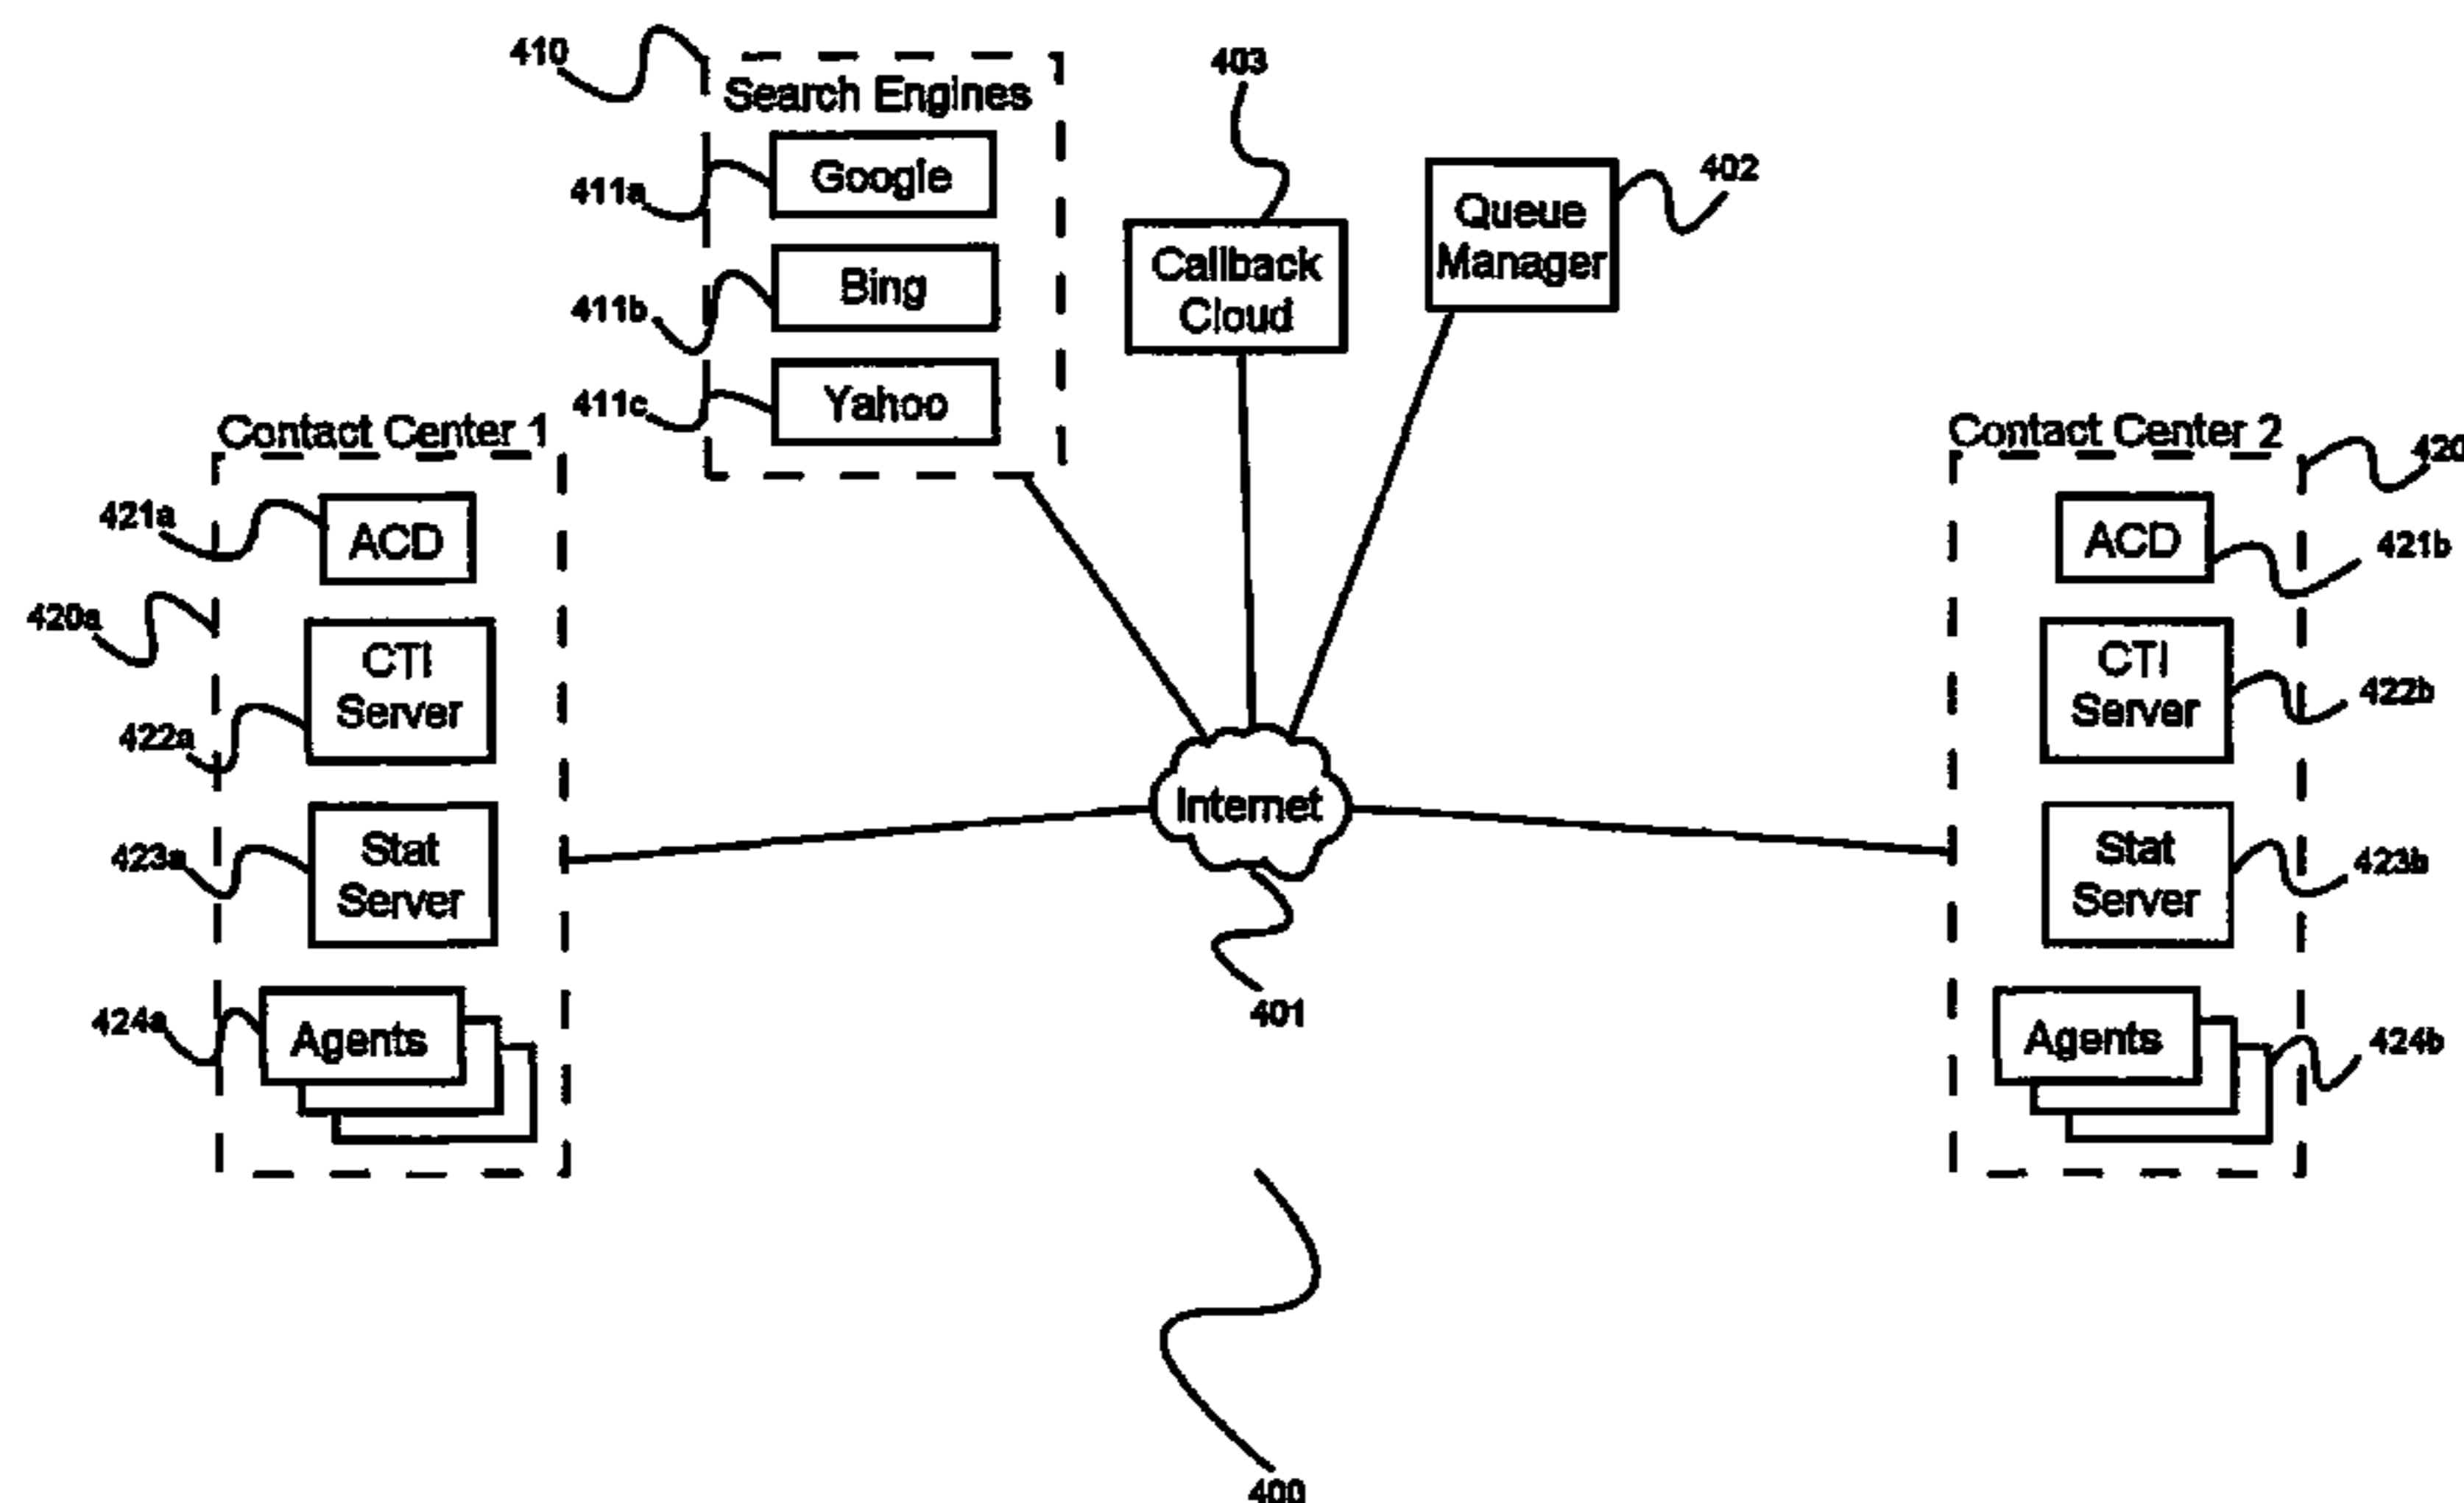 410
Search Engines
411a
Google
411b
Bing
411c
Yahoo
403
Callback
Cloud
402
Queue
Manager
Contact Center 1
421a
ACD
420a
CTI
Server
422a
423a
Stat
Server
424a
Agents
Internet
401
Contact Center 2
420
ACD
421b
CTI
Server
422b
Stat
Server
423b
Agents
424b
400